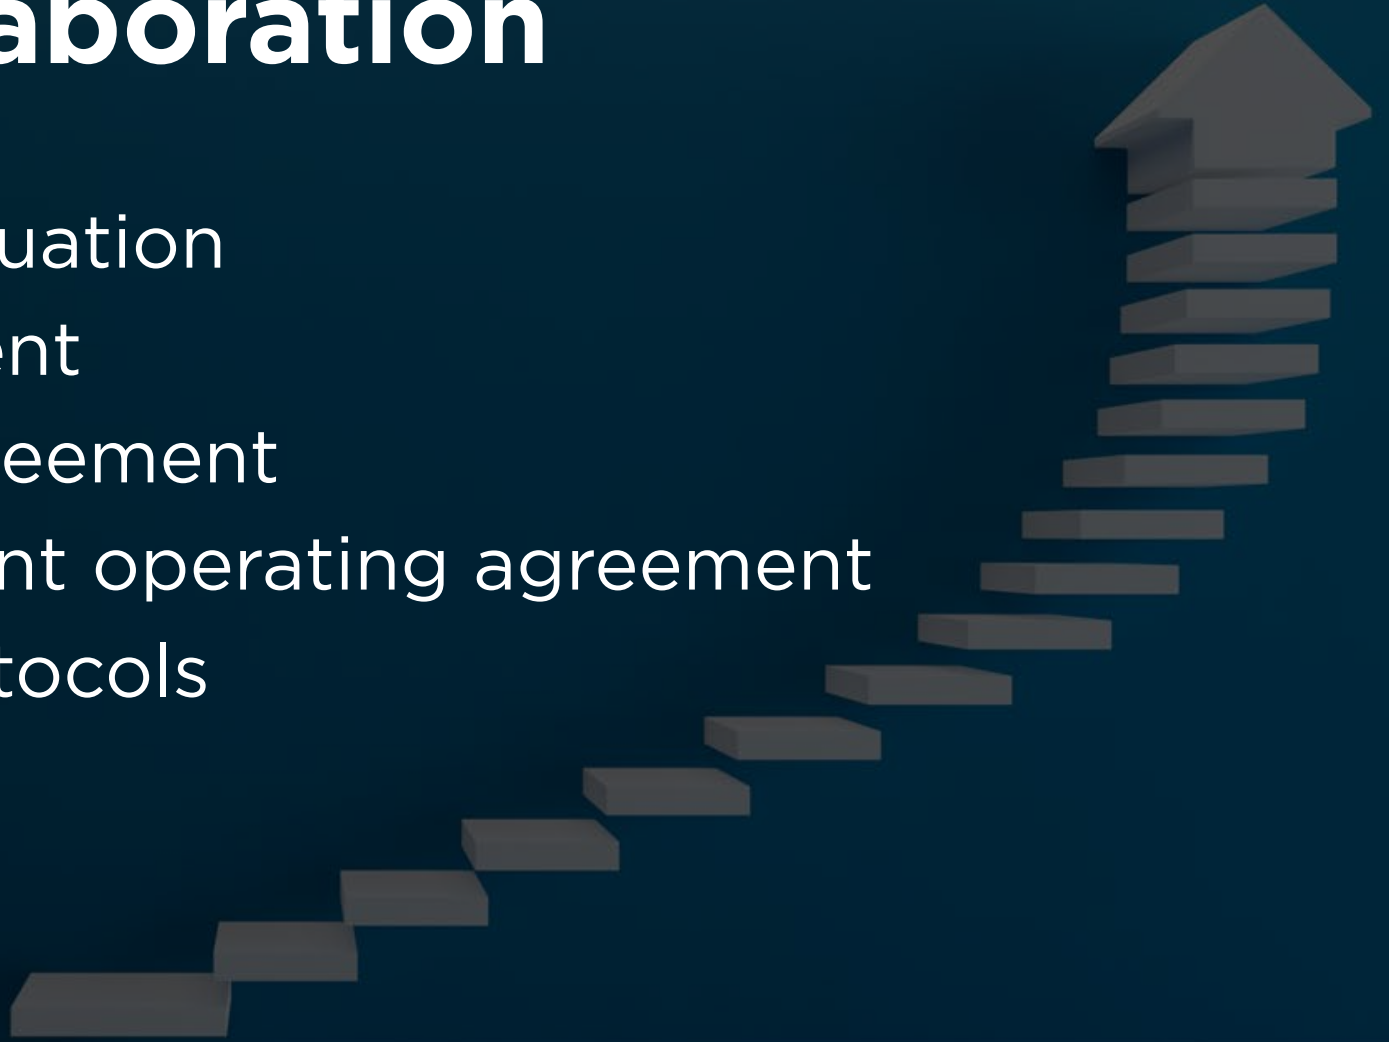 aboration
uation
ent
eement
nt operating agreement
tocols